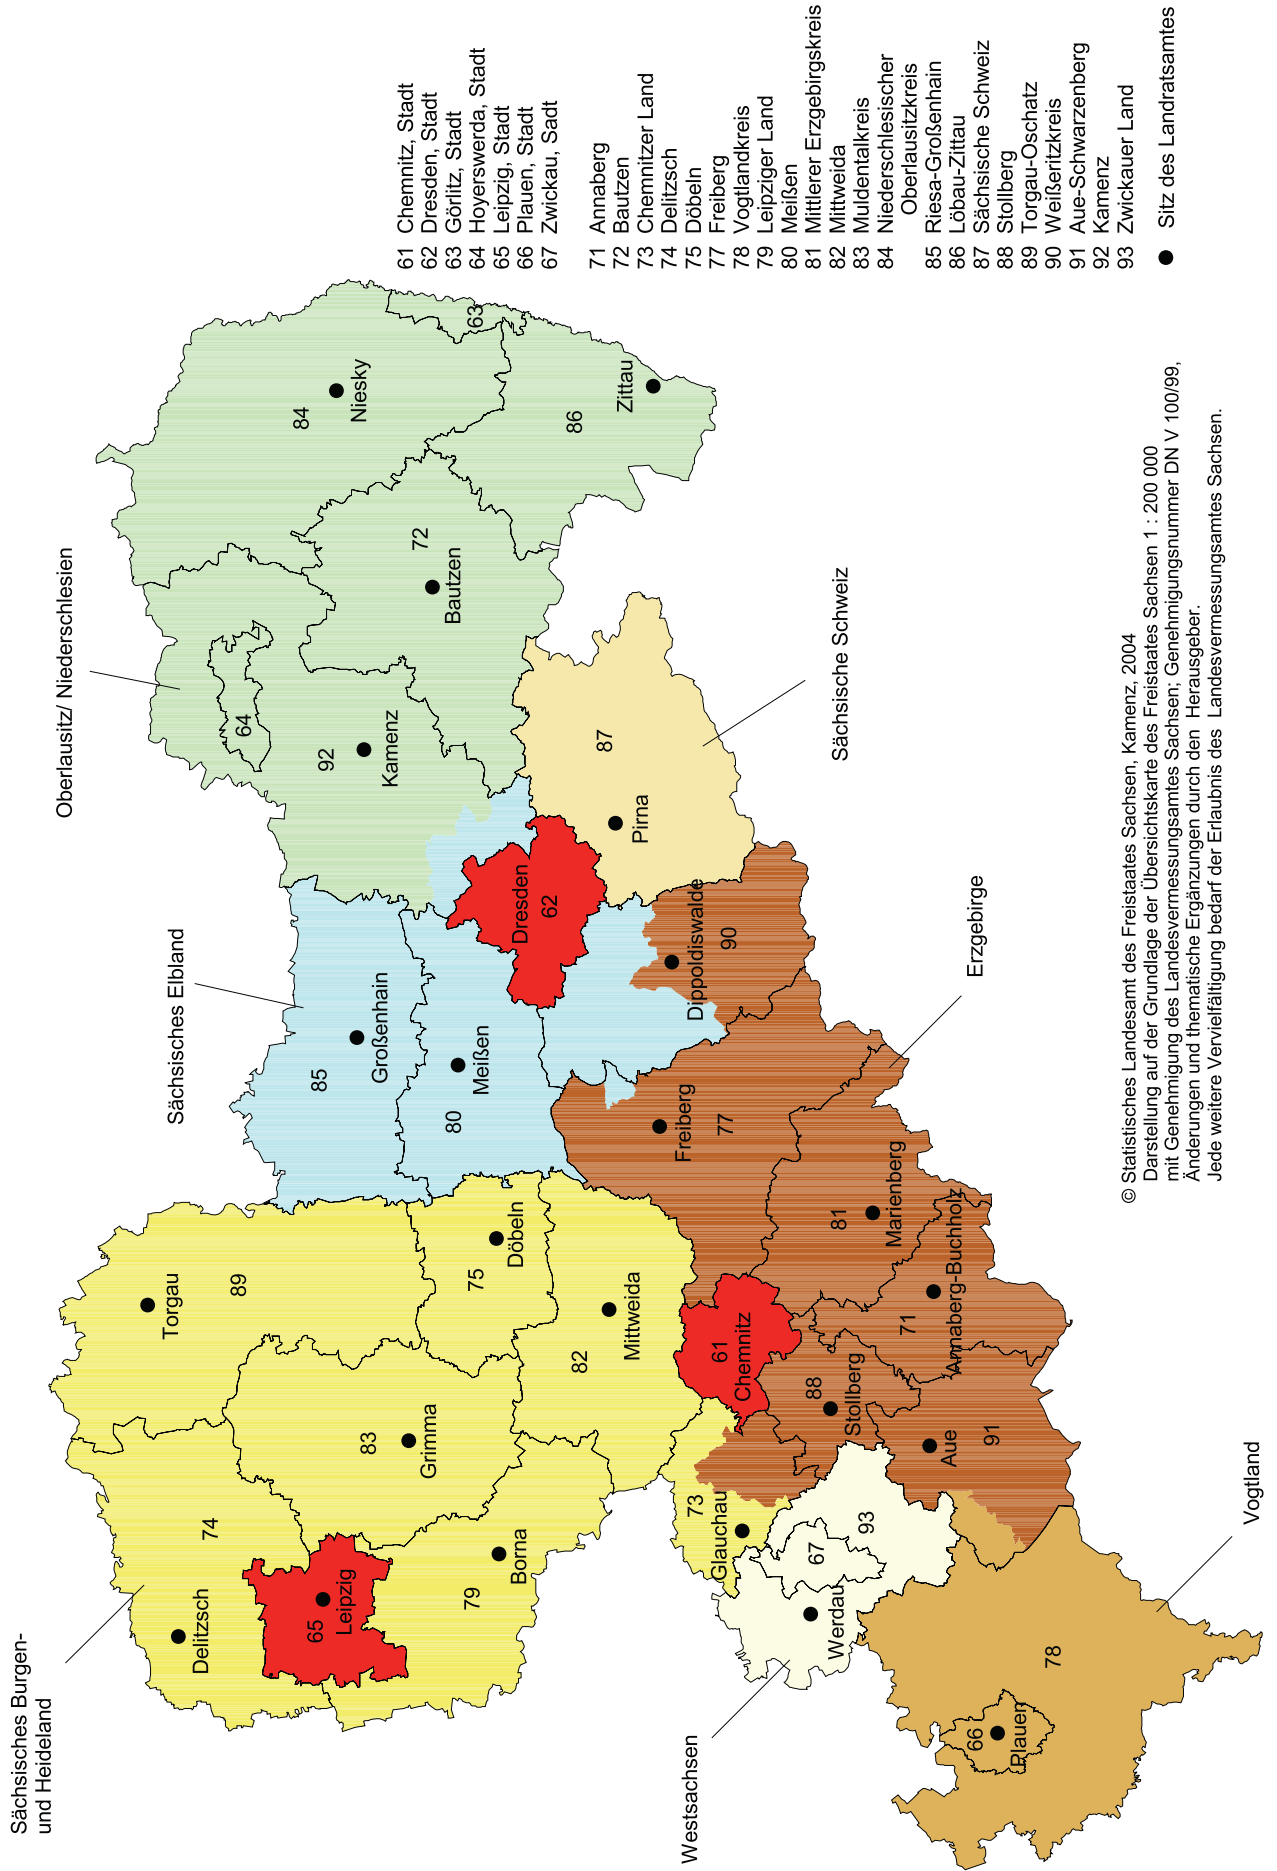 Sächsisches Burgen-
und Heideland
Sächsisches Elbland
Oberlausitz/ Niederschlesien
Delitzsch
74
65
Leipzig
79
Borna
83
Grimma
Torgau
89
75
Döbeln
82
Mittweida
85
Großenhain
80
Meißen
Dresden
62
64
92
Kamenz
72
Bautzen
84
Niesky
63
86
Zittau
87
Pirna
Sächsische Schweiz
Dippoldiswalde
90
Freiberg
77
Erzgebirge
81
Marienberg
71
Annaberg-Buchholz
61
Chemnitz
88
Stollberg
Aue
91
73
Glauchau
67
93
Werdau
Westsachsen
66
Plauen
78
Vogtland
61 Chemnitz, Stadt
62 Dresden, Stadt
63 Görlitz, Stadt
64 Hoyerswerda, Stadt
65 Leipzig, Stadt
66 Plauen, Stadt
67 Zwickau, Sadt
71 Annaberg
72 Bautzen
73 Chemnitzer Land
74 Delitzsch
75 Döbeln
77 Freiberg
78 Vogtlandkreis
79 Leipziger Land
80 Meißen
81 Mittlerer Erzgebirgskreis
82 Mittweida
83 Muldentalkreis
84 Niederschlesischer
Oberlausitzkreis
85 Riesa-Großenhain
86 Löbau-Zittau
87 Sächsische Schweiz
88 Stollberg
89 Torgau-Oschatz
90 Weißeritzkreis
91 Aue-Schwarzenberg
92 Kamenz
93 Zwickauer Land
Sitz des Landratsamtes
© Statistisches Landesamt des Freistaates Sachsen, Kamenz, 2004
Darstellung auf der Grundlage der Übersichtskarte des Freistaates Sachsen 1 : 200 000
mit Genehmigung des Landesvermessungsamtes Sachsen; Genehmigungsnummer DN V 100/99,
Änderungen und thematische Ergänzungen durch den Herausgeber.
Jede weitere Vervielfältigung bedarf der Erlaubnis des Landesvermessungsamtes Sachsen.